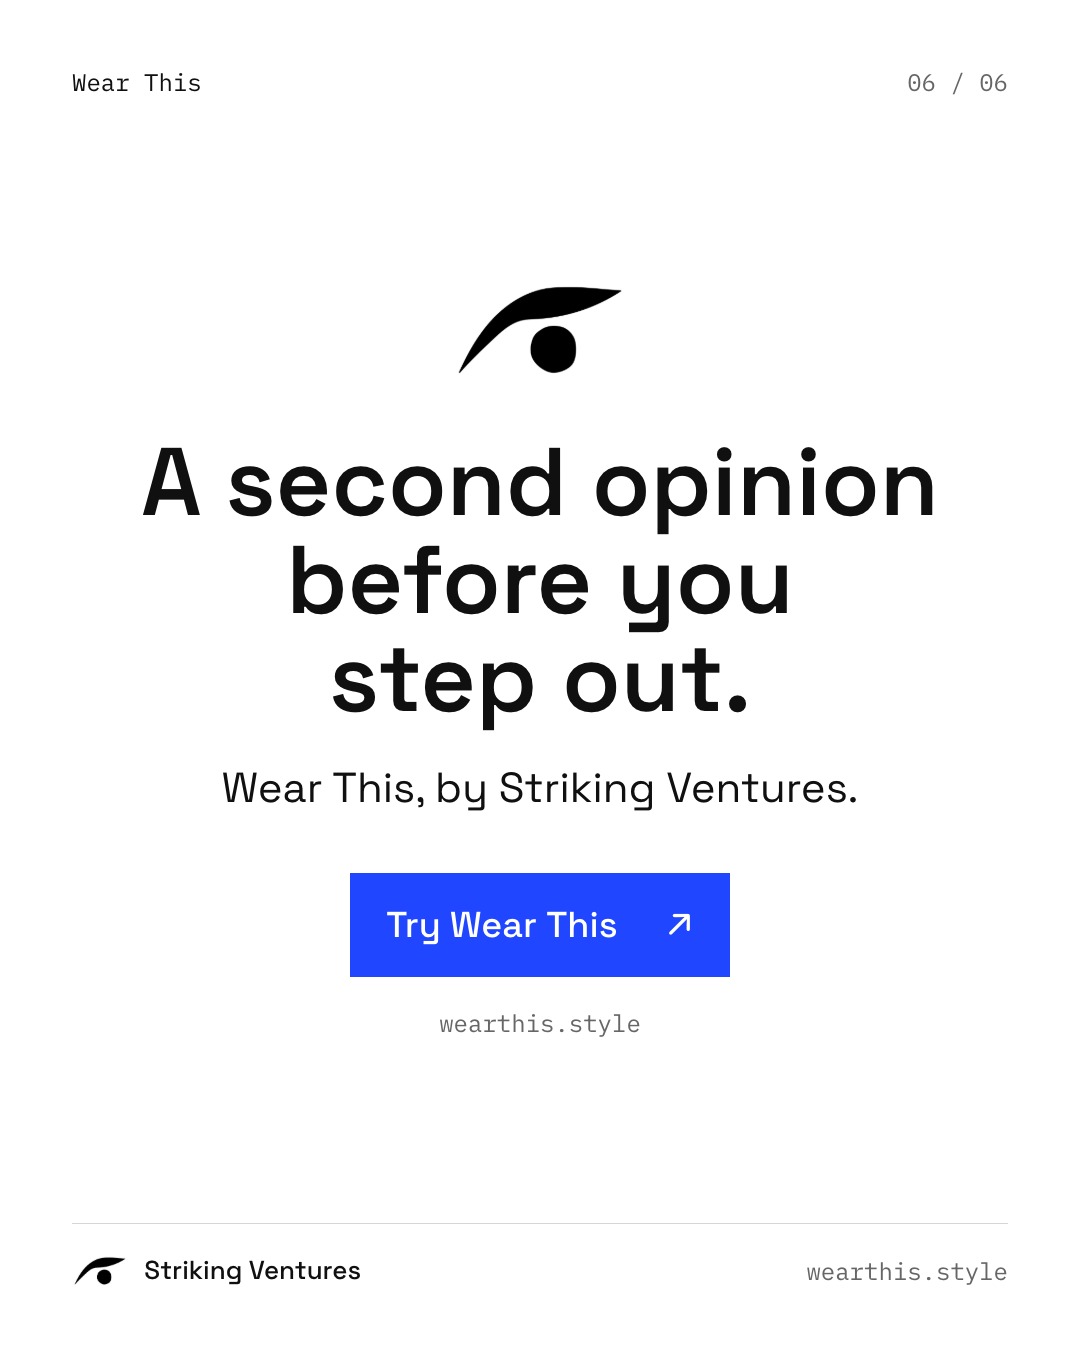 Wear This
06 / 06
A second opinion
before you
step out.
Wear This, by Striking Ventures.
Try Wear This
wearthis.style
Striking Ventures
wearthis.style